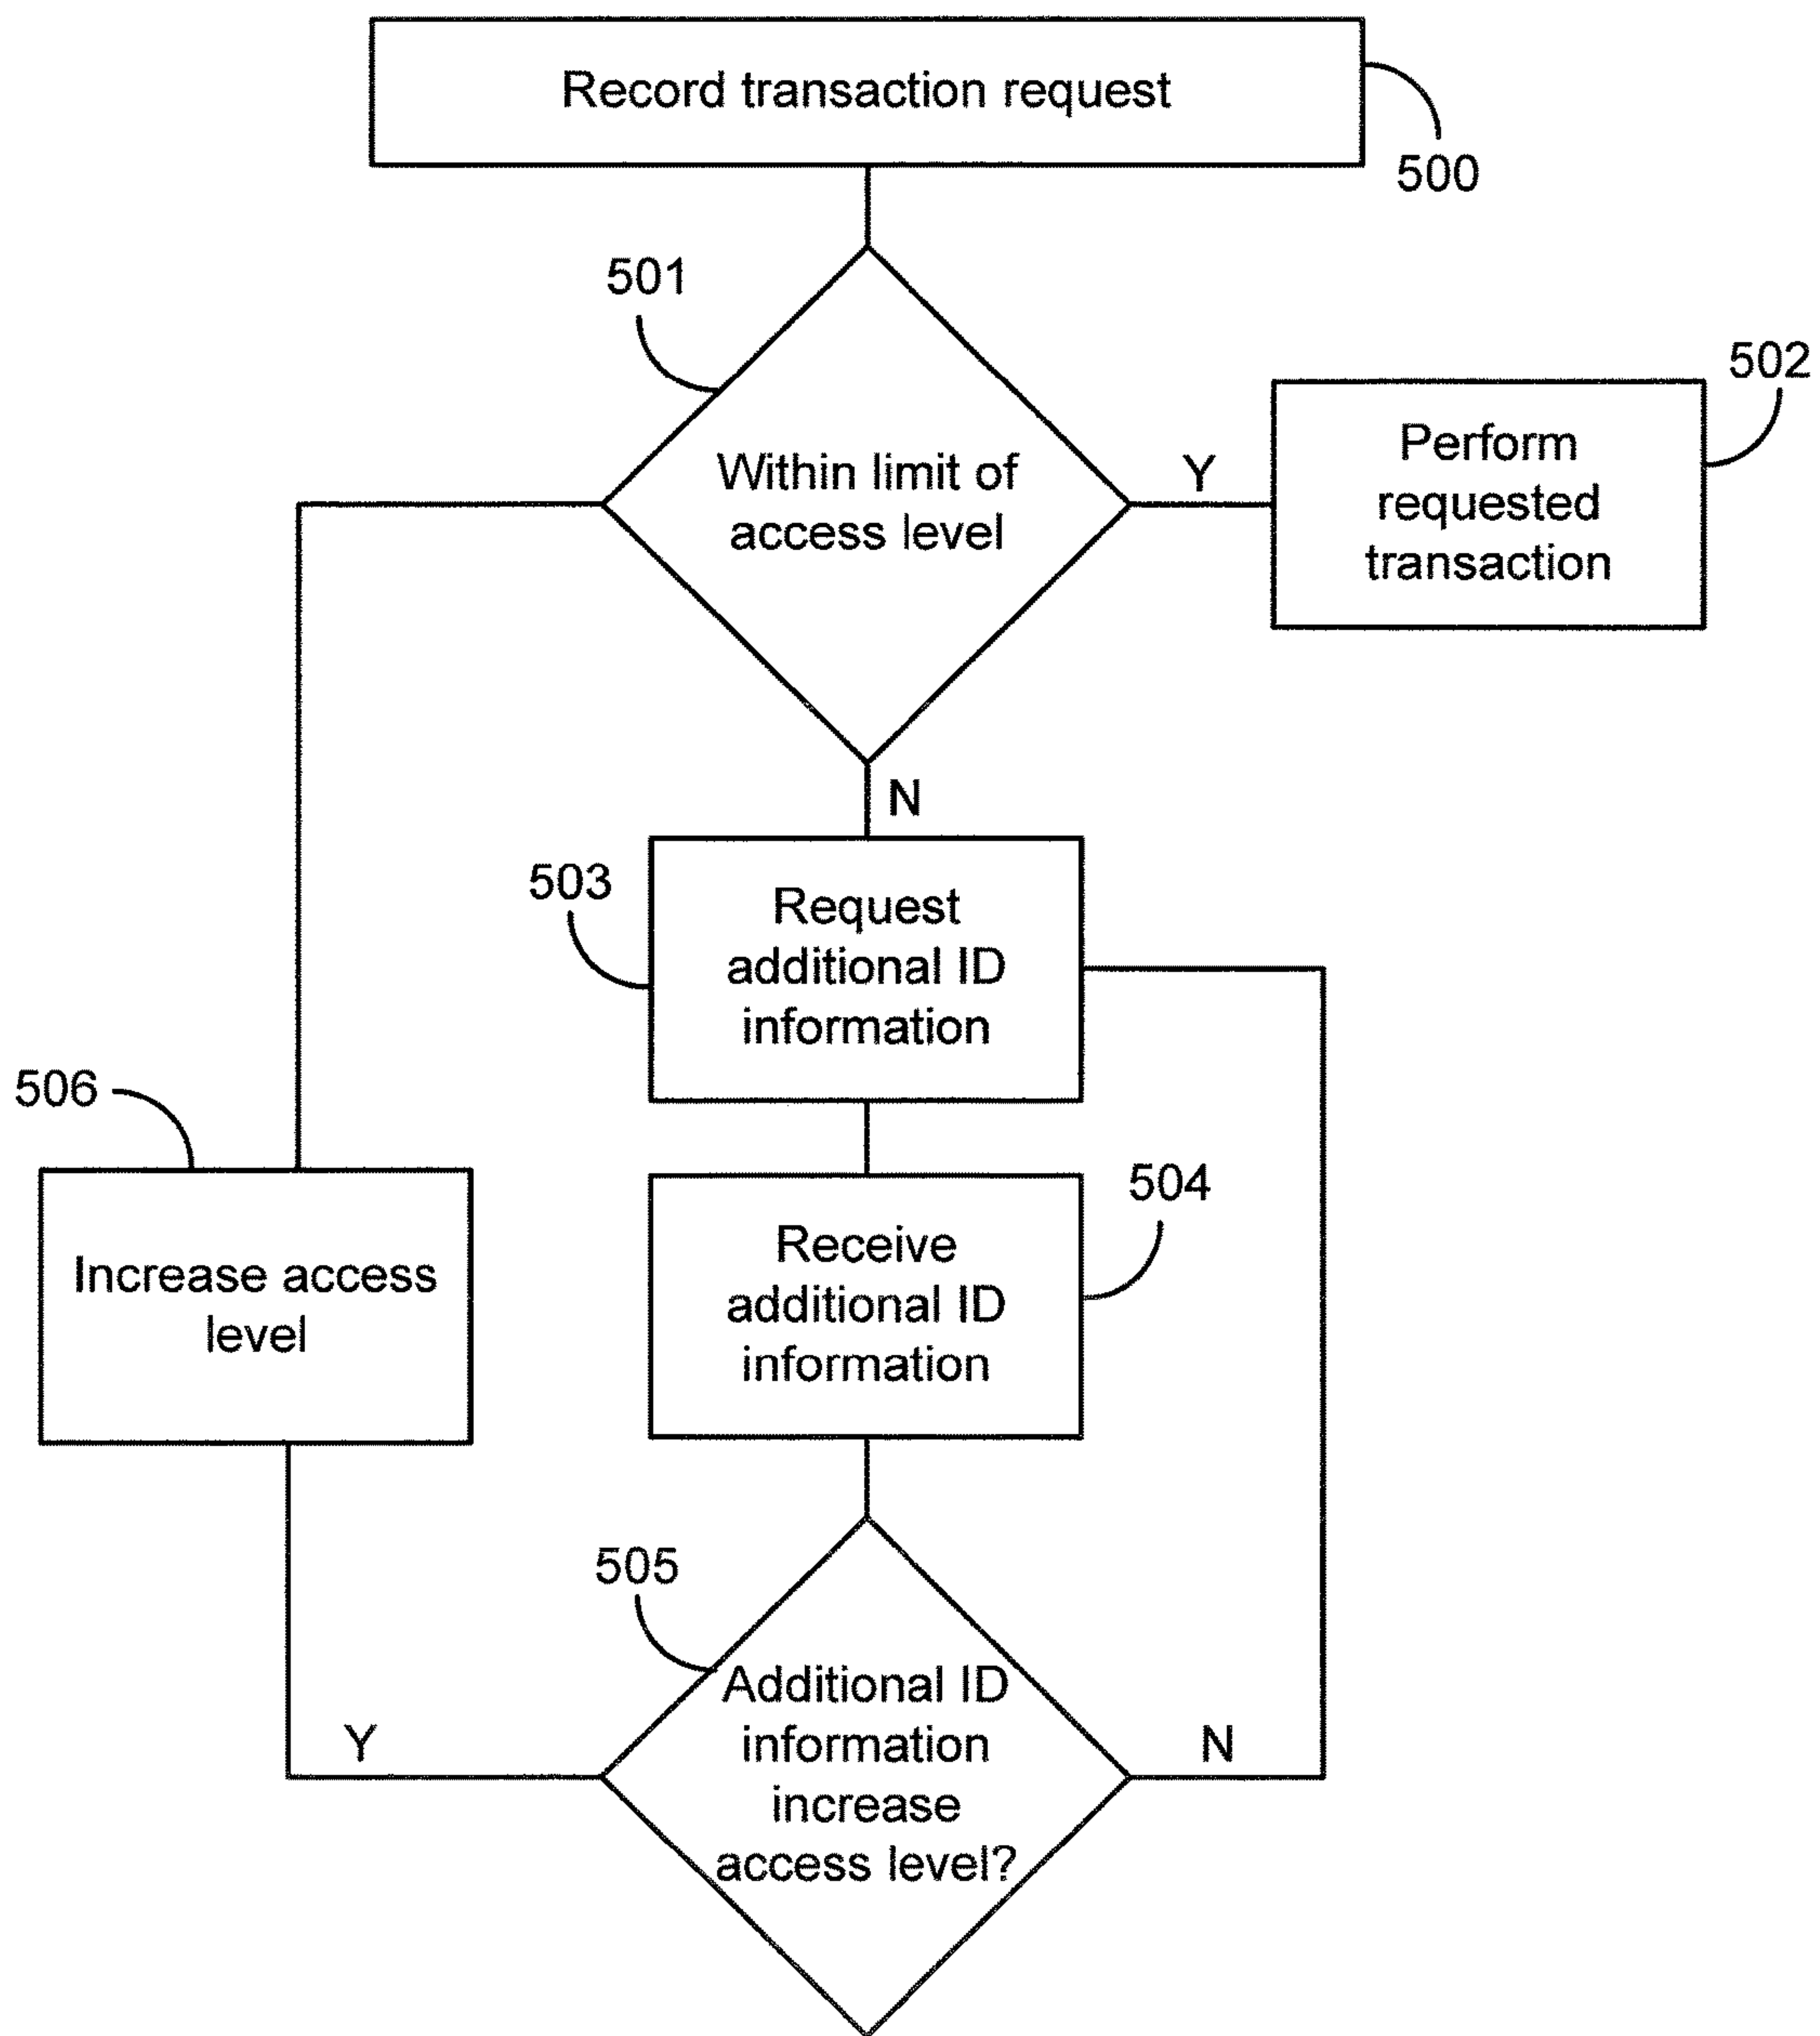 Record transaction request
500
501
Within limit of
access level
Y
502
Perform
requested
transaction
N
503
Request
additional ID
information
506
Increase access
level
504
Receive
additional ID
information
505
Additional ID
information
increase
access level?
Y
N